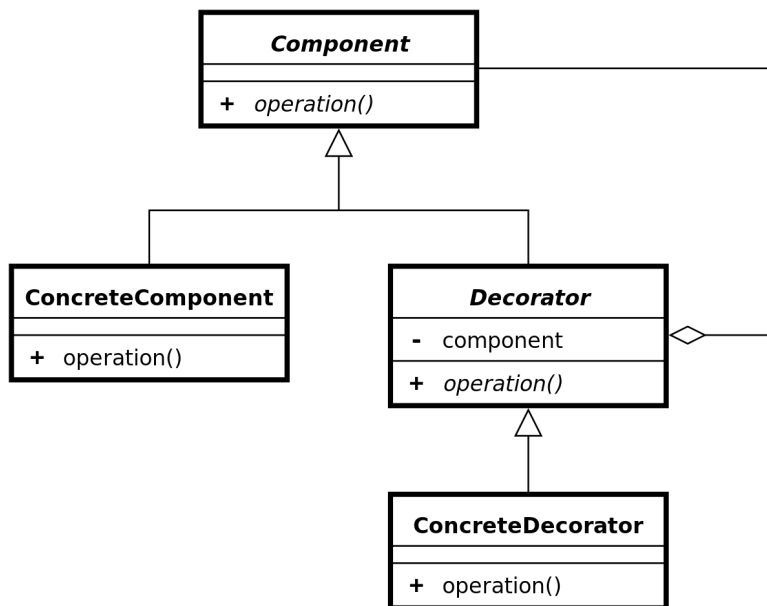 Component
+ operation()
ConcreteComponent
+ operation()
Decorator
- component
+ operation()
ConcreteDecorator
+ operation()